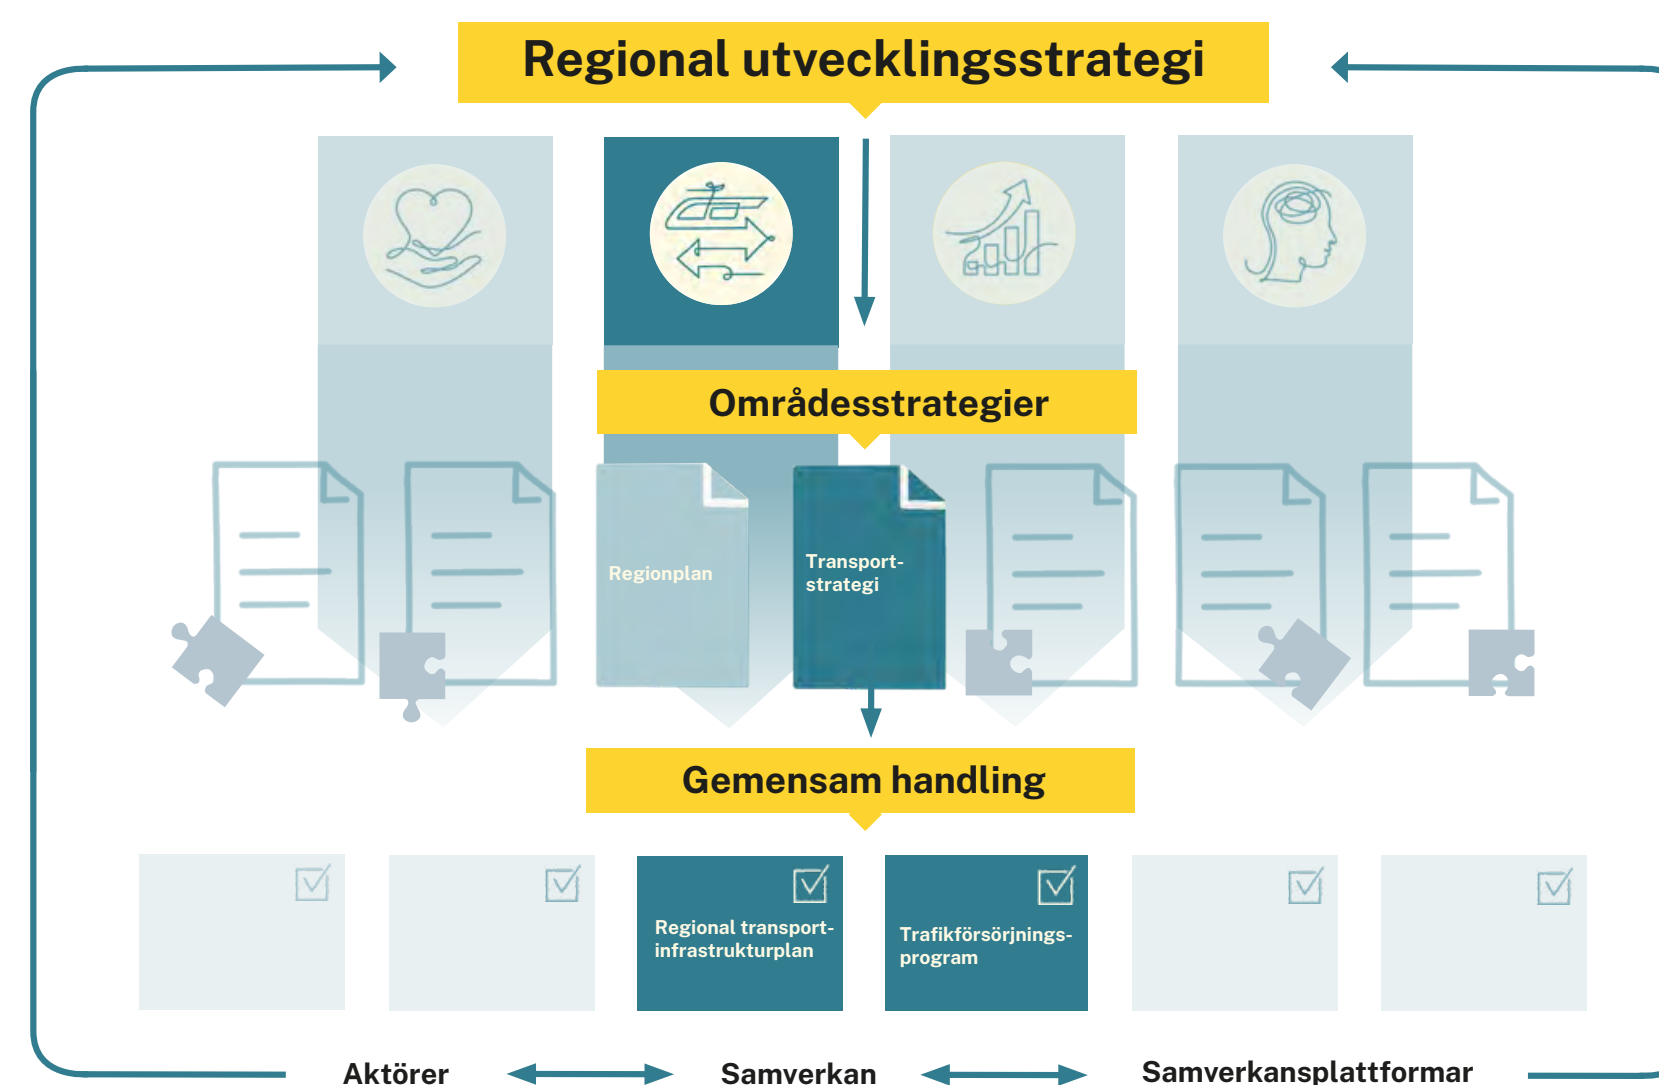 Regional utvecklingsstrategi
Områdesstrategier
Regionplan
Transport-
strategi
Gemensam handling
Regional transport-
infrastrukturplan
Trafikförsörjnings-
program
Aktörer
Samverkan
Samverkansplattformar